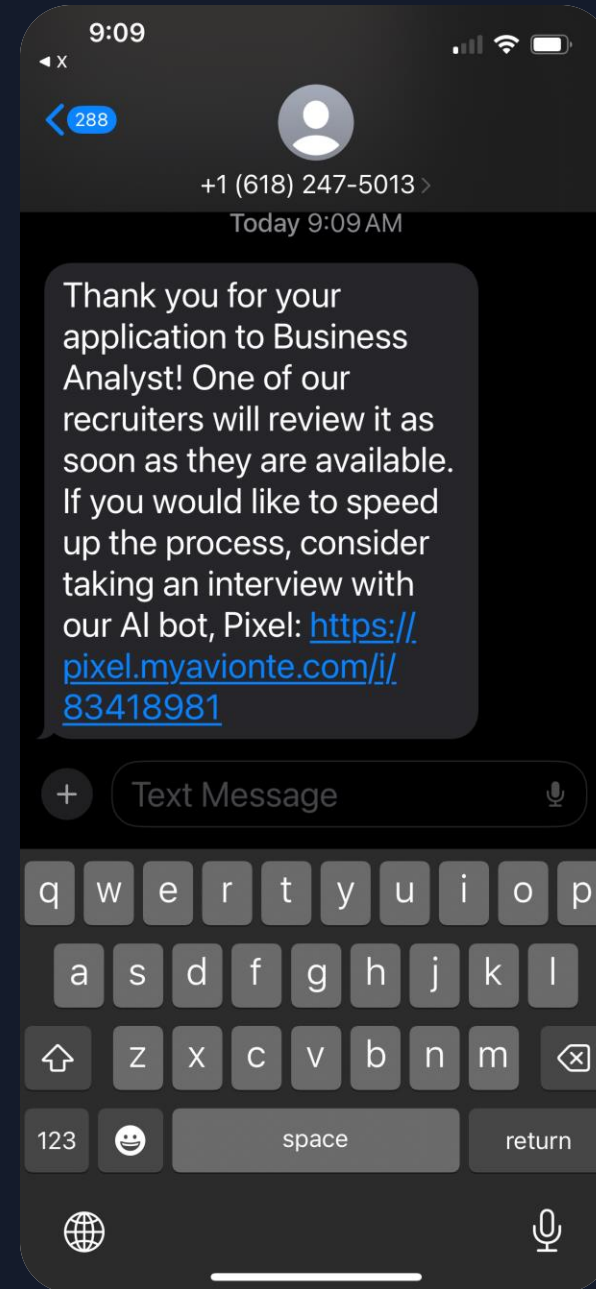 9:09
◀ X
288
+1 (618) 247-5013 >
Today 9:09 AM
Thank you for your
application to Business
Analyst! One of our
recruiters will review it as
soon as they are available.
If you would like to speed
up the process, consider
taking an interview with
our AI bot, Pixel: https://
pixel.myavionte.com/i/
83418981
Text Message
q w e r t y u i o p
a s d f g h j k l
z x c v b n m
123 space return